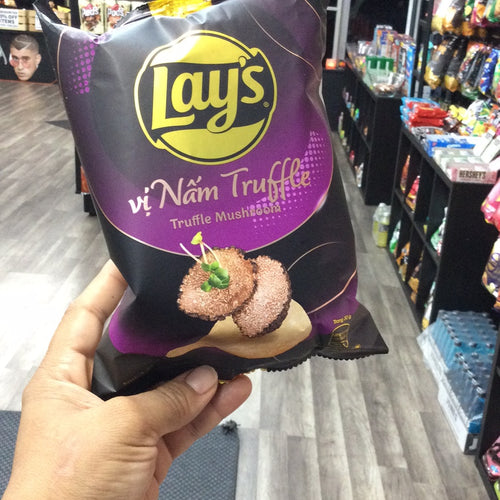 Lay's
vị Nấm Truffle
Truffle Mushroom
HERSHEY'S